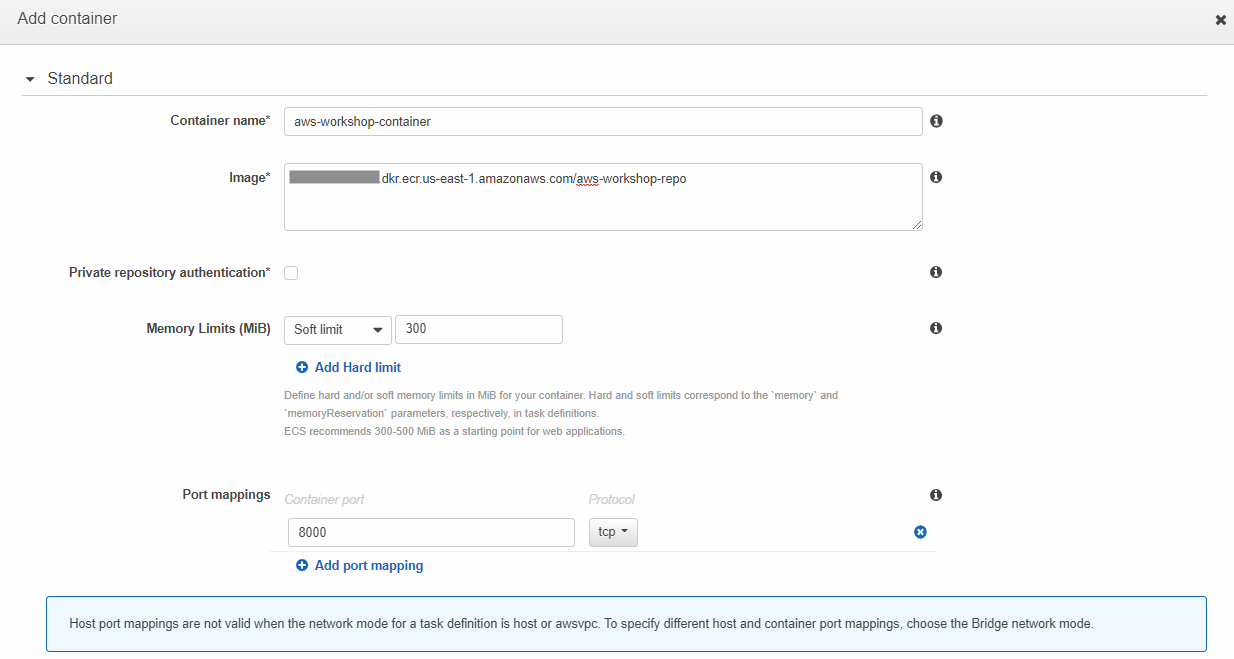 Add container
Standard
Container name*
aws-workshop-container
Image*
.dkr.ecr.us-east-1.amazonaws.com/aws-workshop-repo
Private repository authentication*
Memory Limits (MiB)
Soft limit
300
Add Hard limit
Define hard and/or soft memory limits in MiB for your container. Hard and soft limits correspond to the `memory` and
`memoryReservation` parameters, respectively, in task definitions.
ECS recommends 300-500 MiB as a starting point for web applications.
Port mappings
Container port
Protocol
8000
tcp
Add port mapping
Host port mappings are not valid when the network mode for a task definition is host or awsvpc. To specify different host and container port mappings, choose the Bridge network mode.